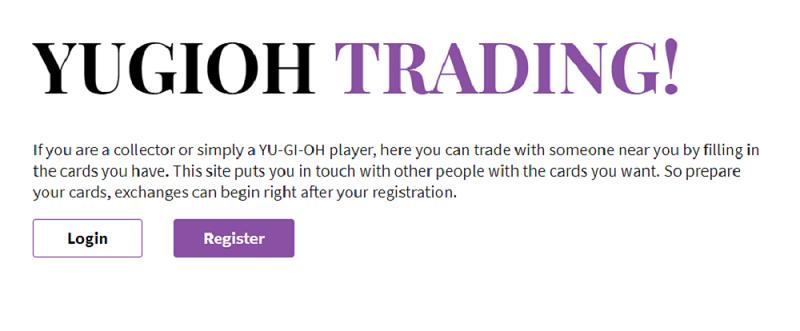 YUGIOH TRADING!
If you are a collector or simply a YU-GI-OH player, here you can trade with someone near you by filling in
the cards you have. This site puts you in touch with other people with the cards you want. So prepare
your cards, exchanges can begin right after your registration.
Login Register